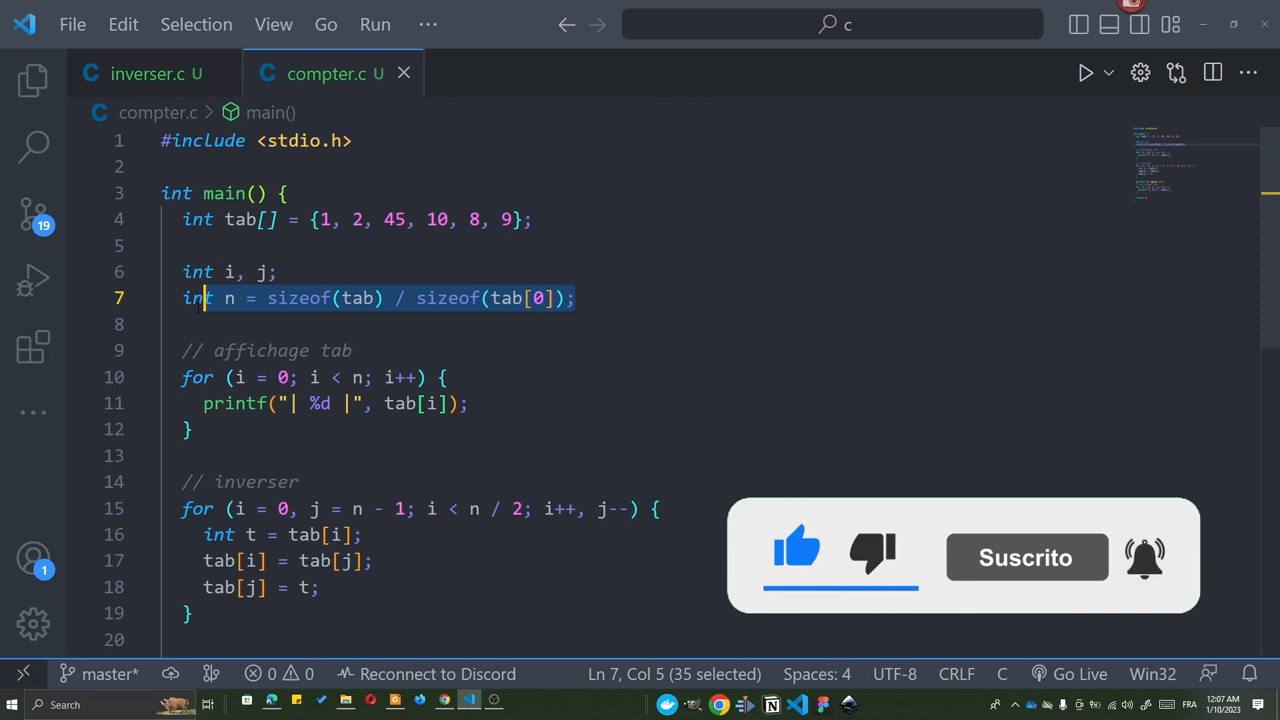 File Edit Selection View Go Run ··· c
inverser.c U compter.c U
compter.c > main()
1 #include <stdio.h>
2
3 int main() {
4 int tab[] = {1, 2, 45, 10, 8, 9};
5
6 int i, j;
7 int n = sizeof(tab) / sizeof(tab[0]);
8
9 // affichage tab
10 for (i = 0; i < n; i++) {
11 printf("| %d |", tab[i]);
12 }
13
14 // inverser
15 for (i = 0, j = n - 1; i < n / 2; i++, j--) {
16 int t = tab[i];
17 tab[i] = tab[j];
18 tab[j] = t;
19 }
20
19
1
Suscrito
master* 0 0 Reconnect to Discord Ln 7, Col 5 (35 selected) Spaces: 4 UTF-8 CRLF C Go Live Win32
Search FRE 12:07 AM
1/10/2023